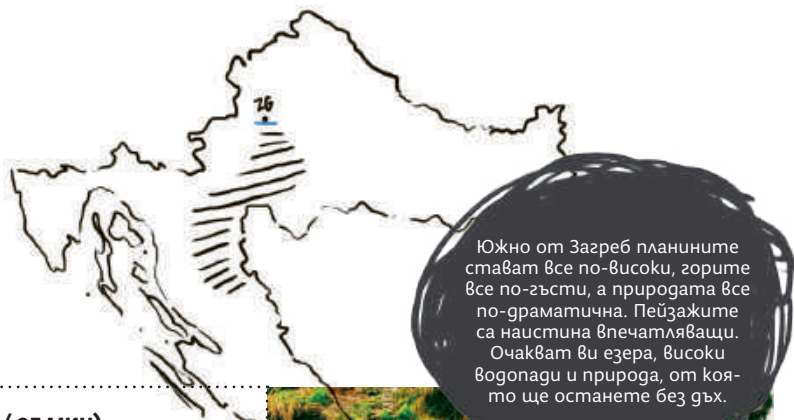 ZG
Южно от Загреб планините
стават все по-високи, горите
все по-гъсти, а природата все
по-драматична. Пейзажите
са наистина впечатляващи.
Очакват ви езера, високи
водопади и природа, от коя-
то ще останете без дъх.